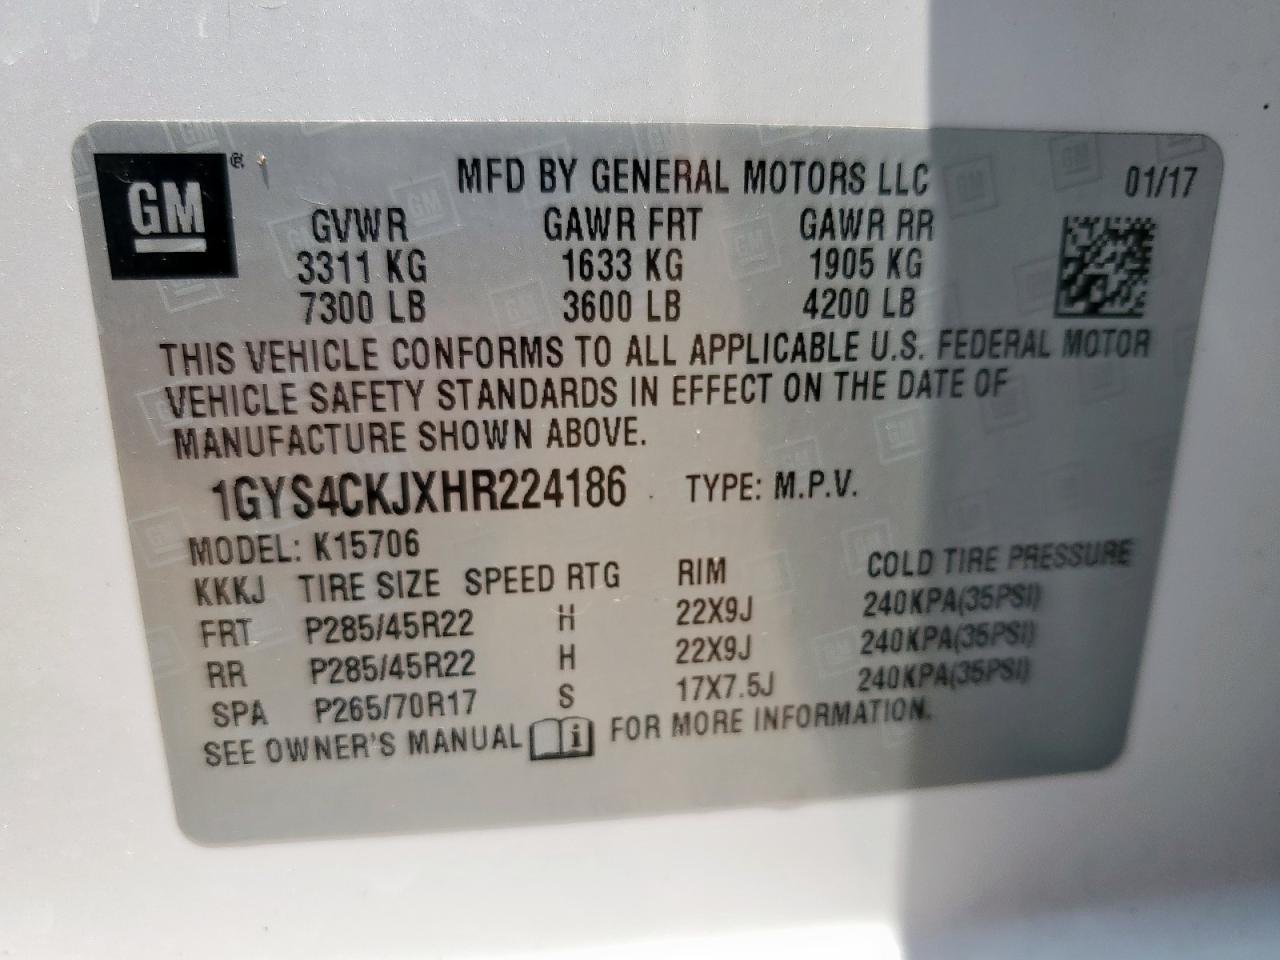 GM ®
MFD BY GENERAL MOTORS LLC 01/17
GVWR GAWR FRT GAWR RR
3311 KG 1633 KG 1905 KG
7300 LB 3600 LB 4200 LB
THIS VEHICLE CONFORMS TO ALL APPLICABLE U.S. FEDERAL MOTOR
VEHICLE SAFETY STANDARDS IN EFFECT ON THE DATE OF
MANUFACTURE SHOWN ABOVE.
1GYS4CKJXHR224186 TYPE: M.P.V.
MODEL: K15706
KKKJ TIRE SIZE SPEED RTG RIM COLD TIRE PRESSURE
FRT P285/45R22 H 22X9J 240KPA(35PSI)
RR P285/45R22 H 22X9J 240KPA(35PSI)
SPA P265/70R17 S 17X7.5J 240KPA(35PSI)
SEE OWNER'S MANUAL i FOR MORE INFORMATION.